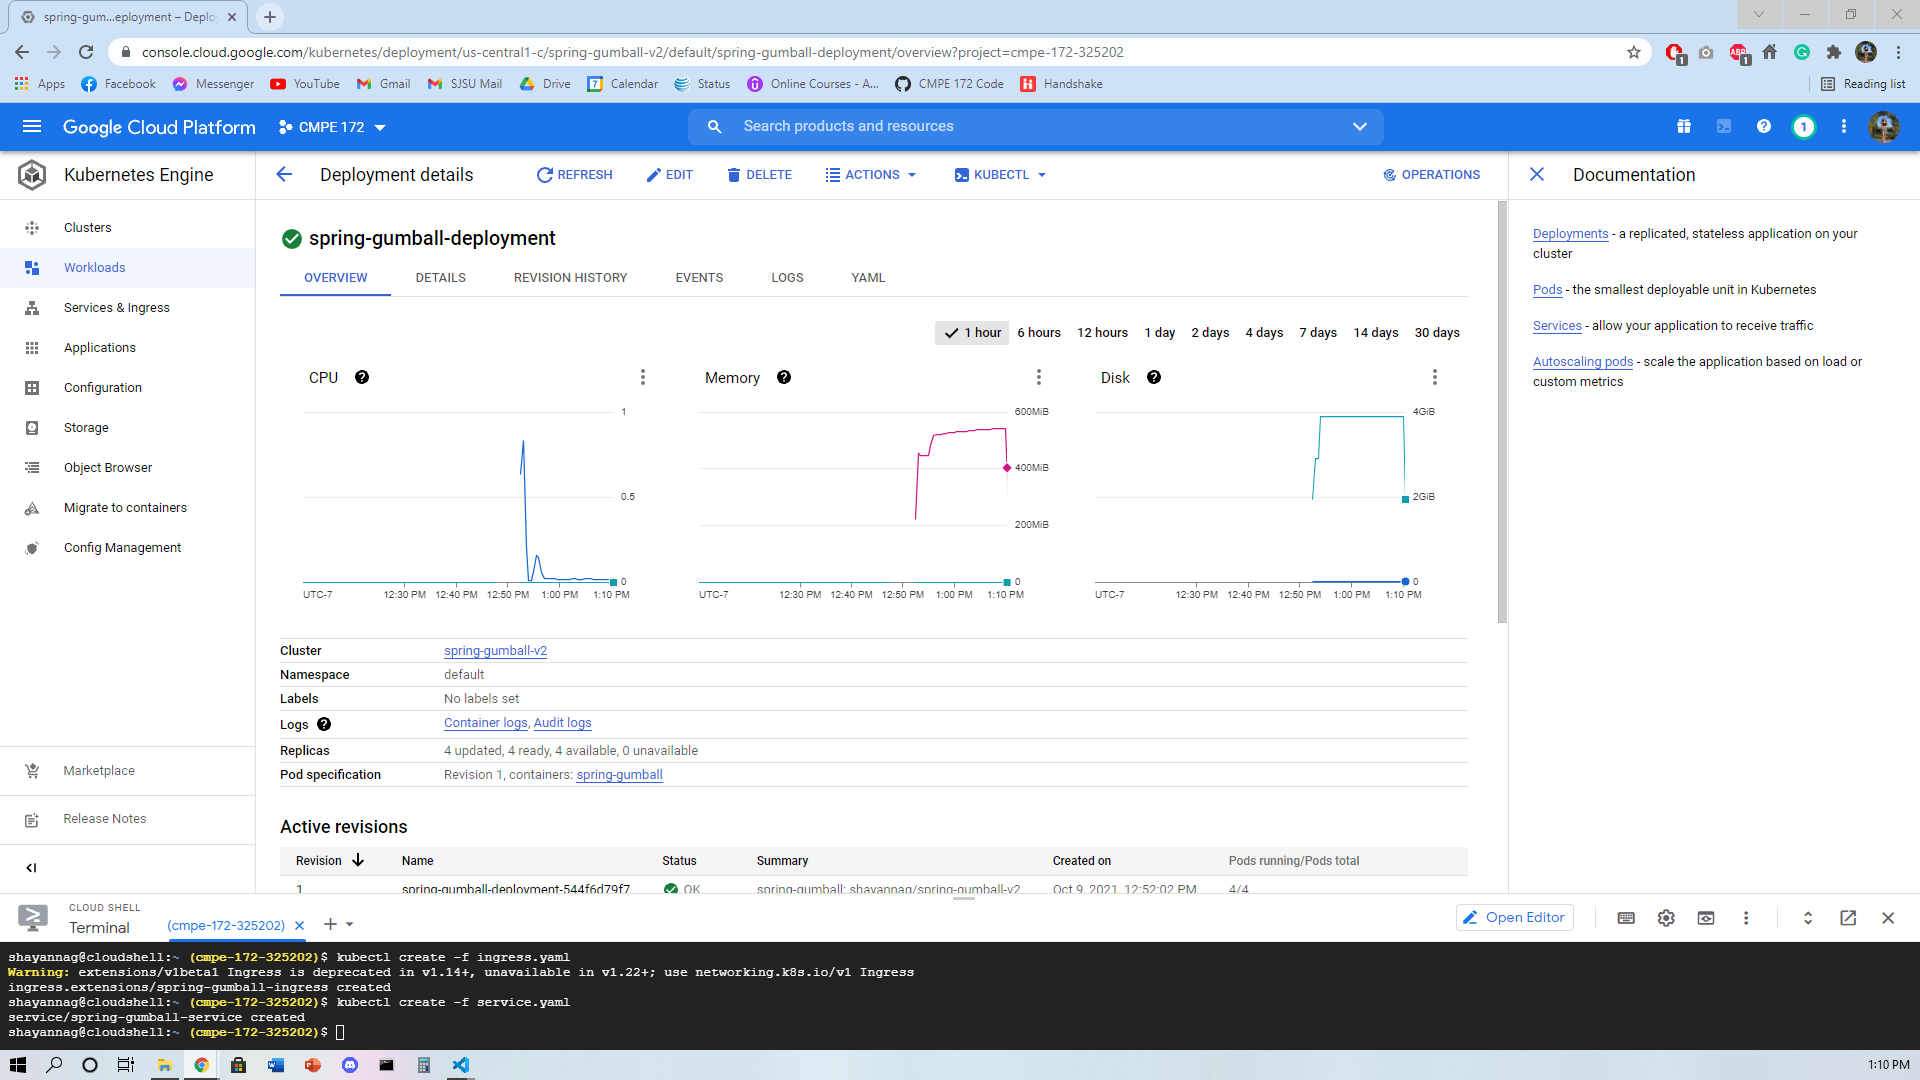 spring-gum...eployment – Deplo
console.cloud.google.com/kubernetes/deployment/us-central1-c/spring-gumball-v2/default/spring-gumball-deployment/overview?project=cmpe-172-325202
1
ABP
1
Apps
Facebook
Messenger
YouTube
Gmail
SJSU Mail
Drive
7
Calendar
Status
Online Courses - A...
CMPE 172 Code
Handshake
Reading list
Google Cloud Platform
CMPE 172
Search products and resources
1
Kubernetes Engine
Deployment details
REFRESH
EDIT
DELETE
ACTIONS
KUBECTL
OPERATIONS
Documentation
Clusters
Workloads
Services & Ingress
Applications
Configuration
Storage
Object Browser
Migrate to containers
Config Management
Marketplace
Release Notes
spring-gumball-deployment
OVERVIEW
DETAILS
REVISION HISTORY
EVENTS
LOGS
YAML
1 hour
6 hours
12 hours
1 day
2 days
4 days
7 days
14 days
30 days
CPU
1
0.5
0
UTC-7
12:30 PM
12:40 PM
12:50 PM
1:00 PM
1:10 PM
Memory
600MiB
400MiB
200MiB
0
UTC-7
12:30 PM
12:40 PM
12:50 PM
1:00 PM
1:10 PM
Disk
4GiB
2GiB
0
UTC-7
12:30 PM
12:40 PM
12:50 PM
1:00 PM
1:10 PM
Cluster spring-gumball-v2
Namespace default
Labels No labels set
Logs Container logs, Audit logs
Replicas 4 updated, 4 ready, 4 available, 0 unavailable
Pod specification Revision 1, containers: spring-gumball
Active revisions
Revision Name Status Summary Created on Pods running/Pods total
1 spring-gumball-deployment-544f6d79f7 OK spring-gumball: shayannag/spring-gumball-v2 Oct 9, 2021, 12:52:02 PM 4/4
Deployments - a replicated, stateless application on your
cluster
Pods - the smallest deployable unit in Kubernetes
Services - allow your application to receive traffic
Autoscaling pods - scale the application based on load or
custom metrics
CLOUD SHELL
Terminal
(cmpe-172-325202)
Open Editor
shayannag@cloudshell:~ (cmpe-172-325202)$ kubectl create -f ingress.yaml
Warning: extensions/v1beta1 Ingress is deprecated in v1.14+, unavailable in v1.22+; use networking.k8s.io/v1 Ingress
ingress.extensions/spring-gumball-ingress created
shayannag@cloudshell:~ (cmpe-172-325202)$ kubectl create -f service.yaml
service/spring-gumball-service created
shayannag@cloudshell:~ (cmpe-172-325202)$
1:10 PM